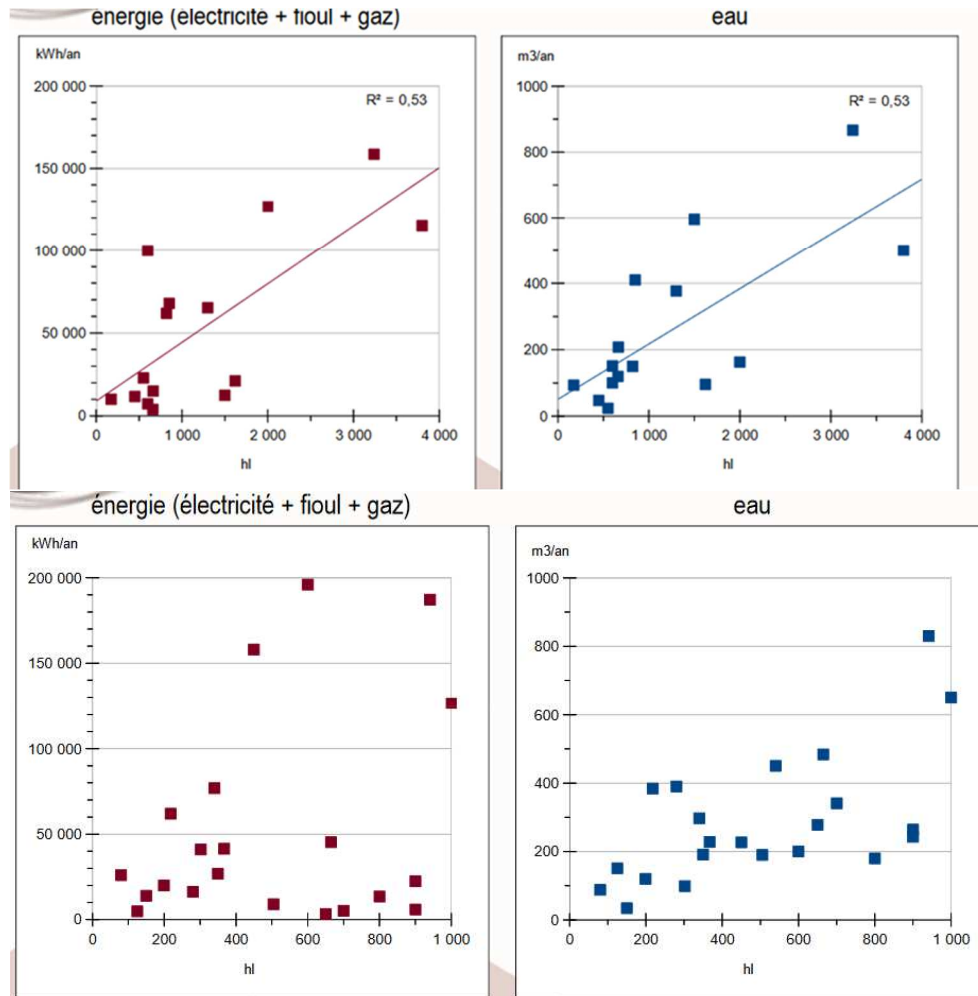 énergie (électricité + fioul + gaz)
eau
kWh/an
200 000
150 000
100 000
50 000
0
R² = 0,53
0 1 000 2 000 3 000 4 000
hl
m3/an
1000
800
600
400
200
0
R² = 0,53
0 1 000 2 000 3 000 4 000
hl
énergie (électricité + fioul + gaz)
eau
kWh/an
200 000
150 000
100 000
50 000
0
0 200 400 600 800 1 000
hl
m3/an
1000
800
600
400
200
0
0 200 400 600 800 1 000
hl